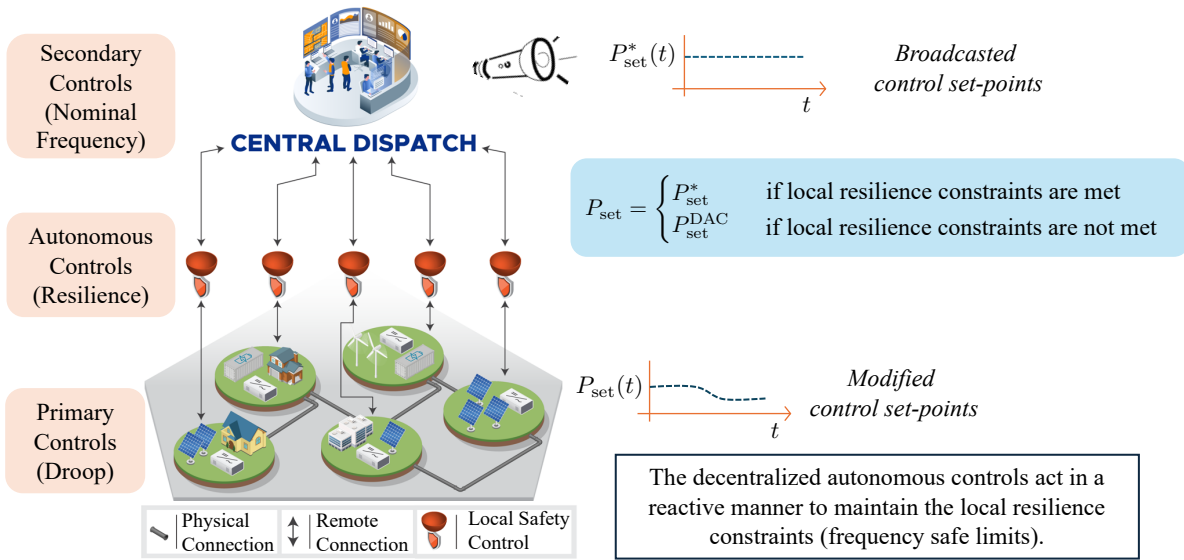 Secondary
Controls
(Nominal
Frequency)
CENTRAL DISPATCH
P*set(t)
t
Broadcasted
control set-points
Pset = { P*set if local resilience constraints are met
PDACset if local resilience constraints are not met
Autonomous
Controls
(Resilience)
Primary
Controls
(Droop)
Pset(t)
t
Modified
control set-points
The decentralized autonomous controls act in a
reactive manner to maintain the local resilience
constraints (frequency safe limits).
Physical
Connection
Remote
Connection
Local Safety
Control